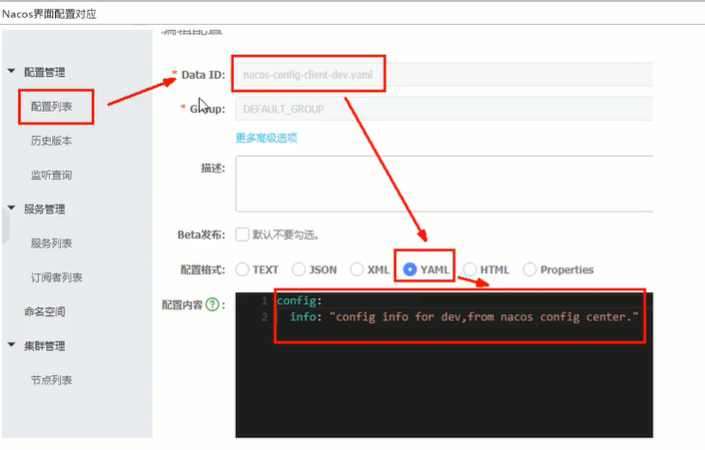 Nacos界面配置对应
编辑配置
配置管理
配置列表
历史版本
监听查询
服务管理
服务列表
订阅者列表
命名空间
集群管理
节点列表
* Data ID: nacos-config-client-dev.yaml
* Group: DEFAULT_GROUP
更多高级选项
描述:
Beta发布: 默认不要勾选。
配置格式: TEXT JSON XML YAML HTML Properties
配置内容 ? :
1 config:
2 info: "config info for dev,from nacos config center."